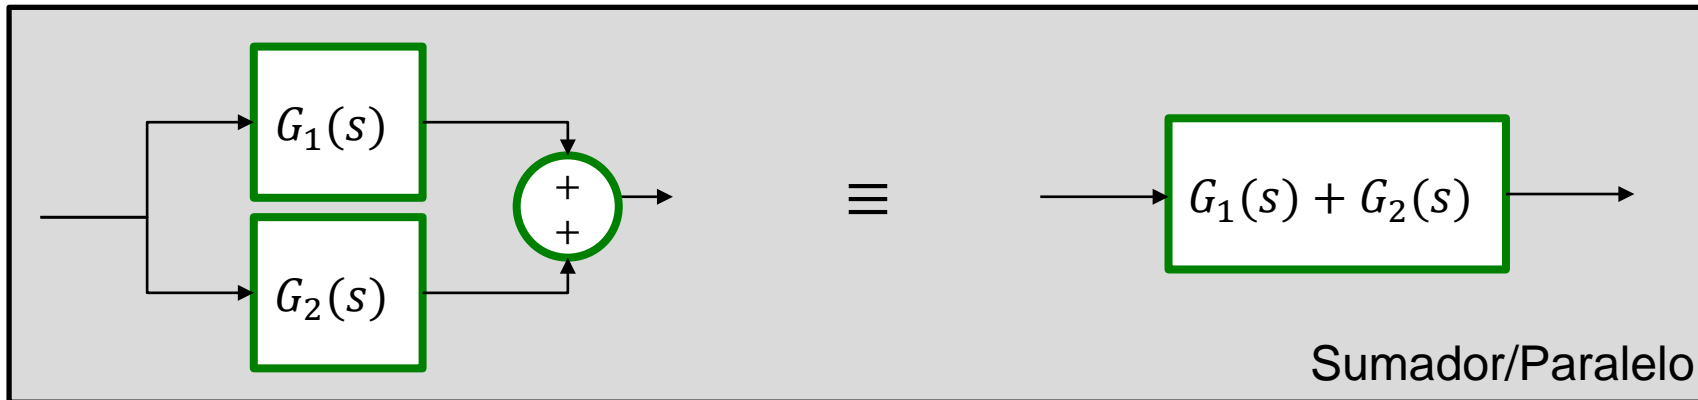 G₁(s)
+
+
G₂(s)
≡
G₁(s) + G₂(s)
Sumador/Paralelo